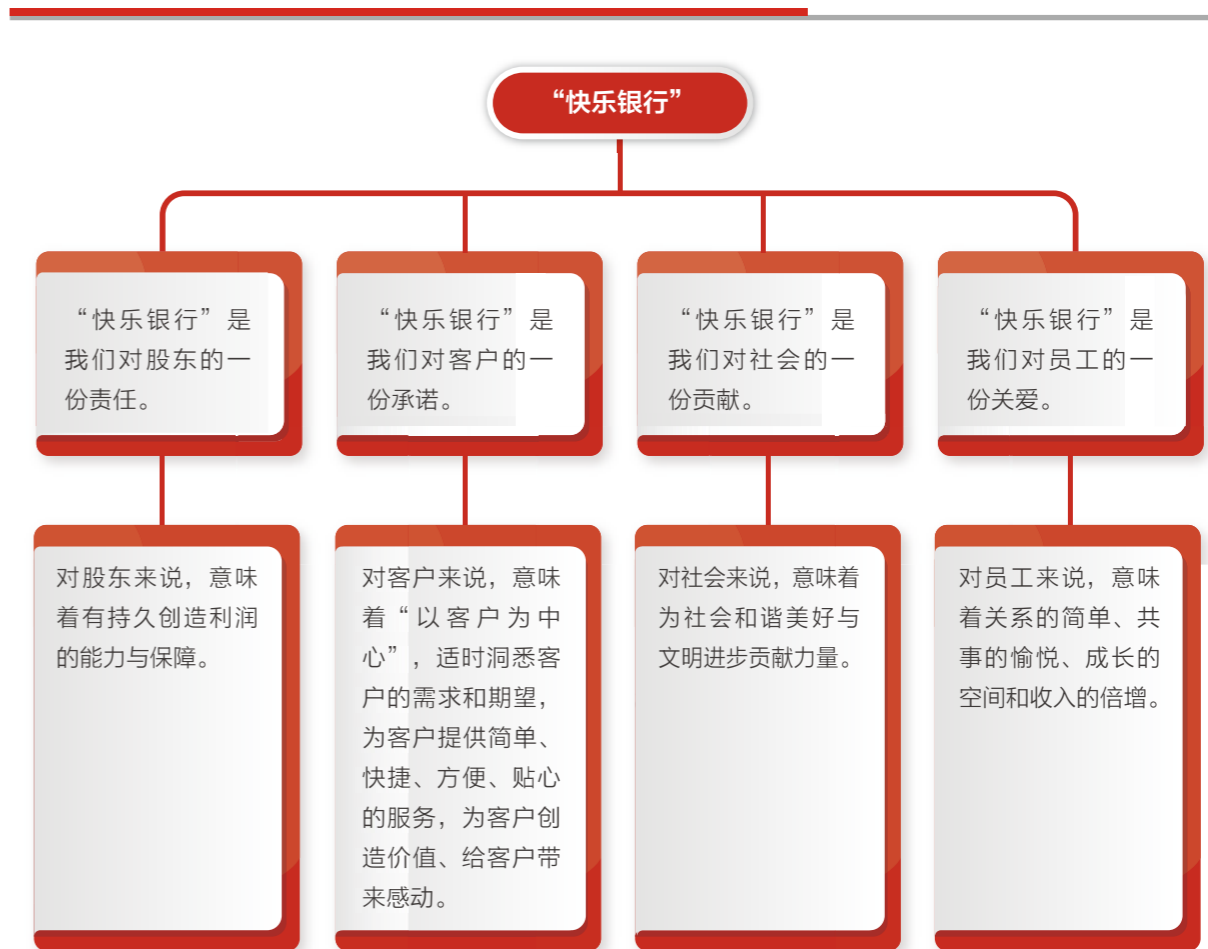 “快乐银行”
“快乐银行”是
我们对股东的一
份责任。
“快乐银行”是
我们对客户的一
份承诺。
“快乐银行”是
我们对社会的一
份贡献。
“快乐银行”是
我们对员工的一
份关爱。
对股东来说，意味
着有持久创造利润
的能力与保障。
对客户来说，意味
着“以客户为中
心”，适时洞悉客
户的需求和期望，
为客户提供简单、
快捷、方便、贴心
的服务，为客户创
造价值、给客户带
来感动。
对社会来说，意味着
为社会和谐美好与
文明进步贡献力量。
对员工来说，意味
着关系的简单、共
事的愉悦、成长的
空间和收入的倍增。